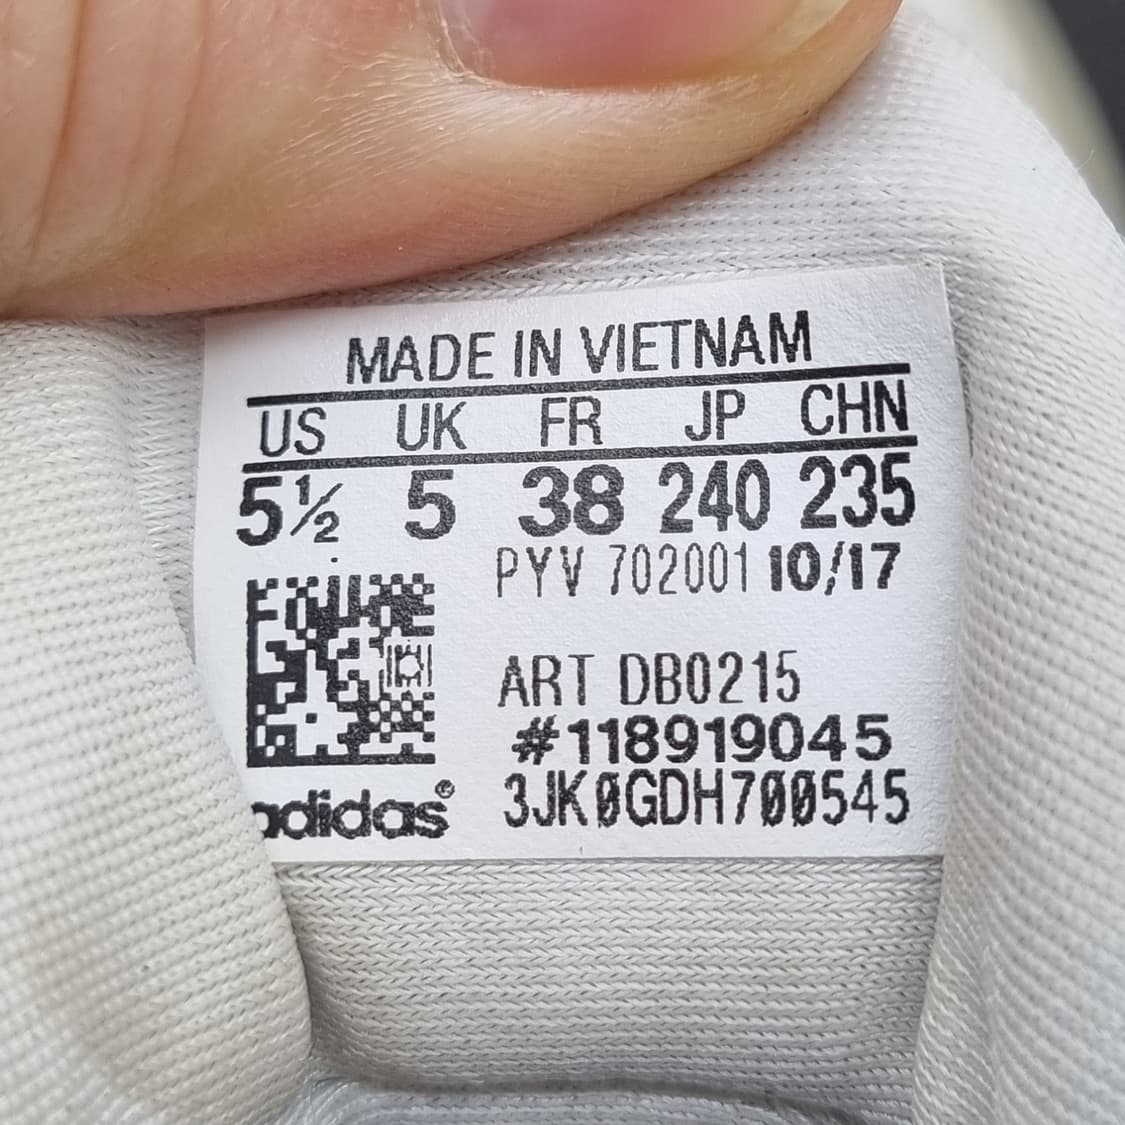 MADE IN VIETNAM
US UK FR JP CHN
5½ 5 38 240 235
PYV 702001 10/17
ART DB0215
#118919045
3JK0GDH700545
adidas®